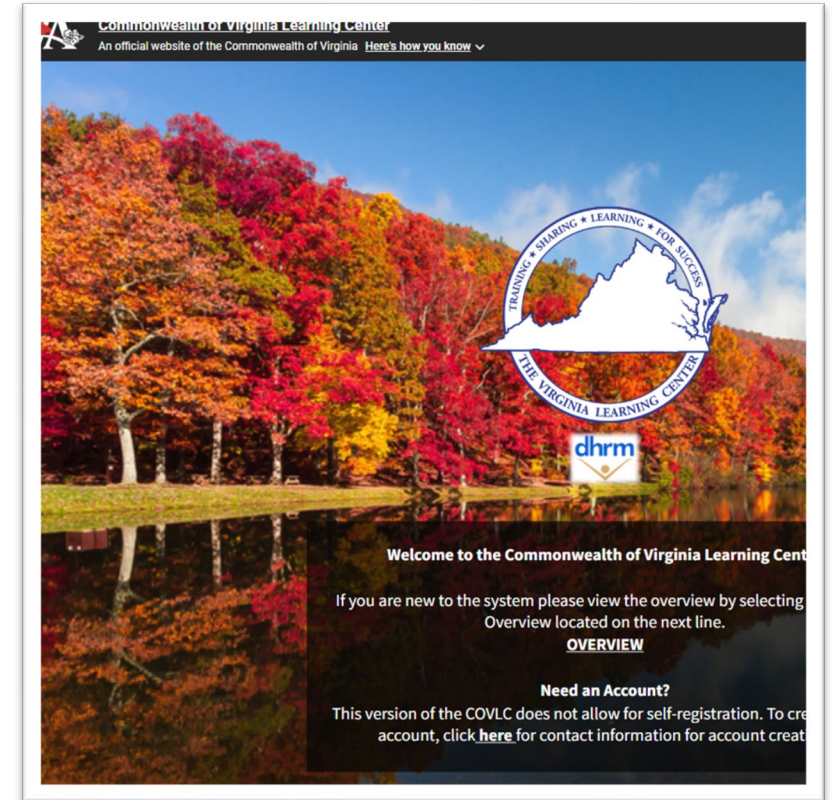 Commonwealth of Virginia Learning Center
An official website of the Commonwealth of Virginia Here's how you know
TRAINING ★ SHARING ★ LEARNING ★ FOR SUCCESS
THE VIRGINIA LEARNING CENTER
dhrm
Welcome to the Commonwealth of Virginia Learning Cent
If you are new to the system please view the overview by selecting
Overview located on the next line.
OVERVIEW
Need an Account?
This version of the COVLC does not allow for self-registration. To cre
account, click here for contact information for account creat